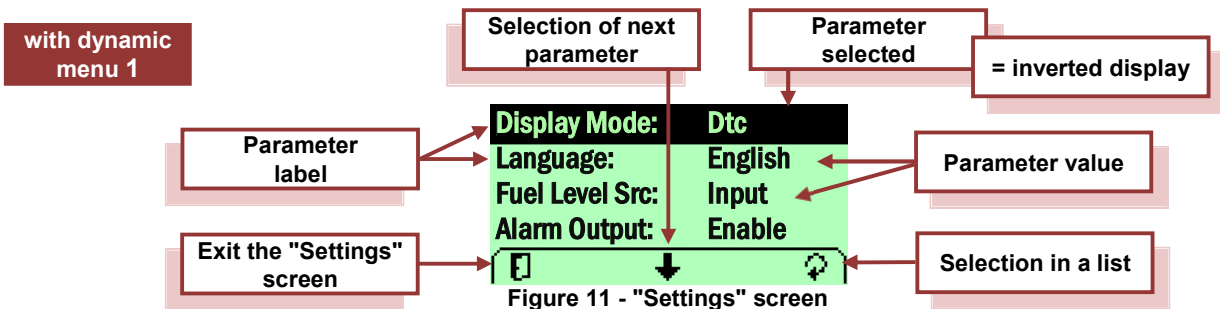 with dynamic
menu 1
Selection of next
parameter
Parameter
selected
= inverted display
Parameter
label
Display Mode: Dtc
Language: English
Fuel Level Src: Input
Alarm Output: Enable
Parameter value
Exit the "Settings"
screen
Selection in a list
Figure 11 - "Settings" screen